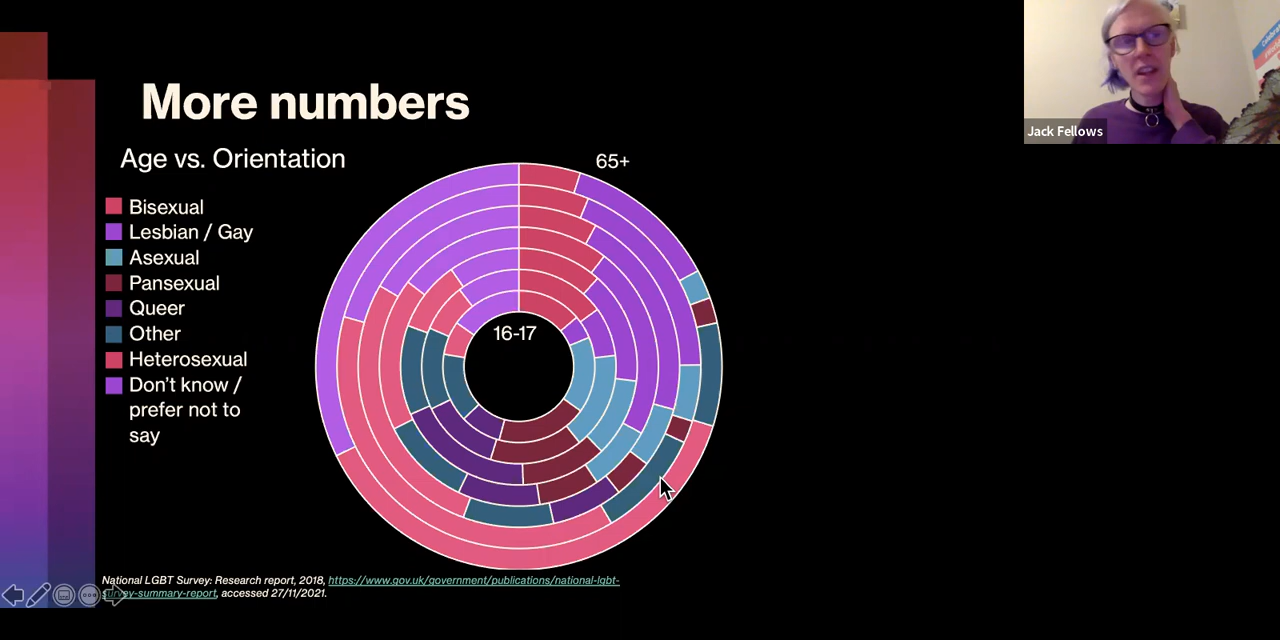 More numbers
Age vs. Orientation
65+
Bisexual
Lesbian / Gay
Asexual
Pansexual
Queer
Other
Heterosexual
Don't know /
prefer not to
say
16-17
National LGBT Survey: Research report, 2018, https://www.gov.uk/government/publications/national-lgbt-
survey-summary-report, accessed 27/11/2021.
Jack Fellows